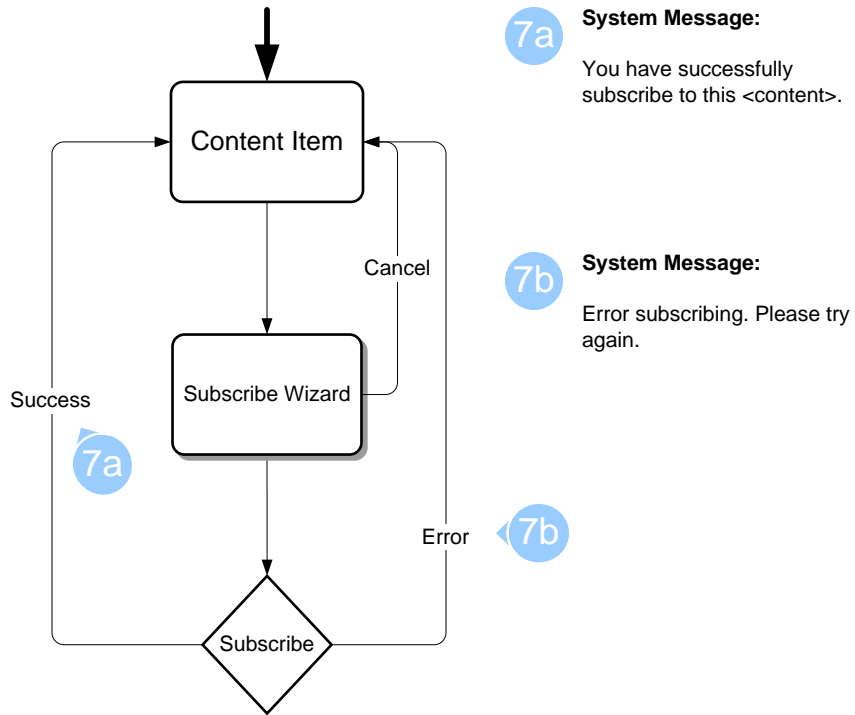 Content Item
Cancel
Subscribe Wizard
Success
7a
Error
7b
Subscribe
7a
System Message:
You have successfully
subscribe to this <content>.
7b
System Message:
Error subscribing. Please try
again.